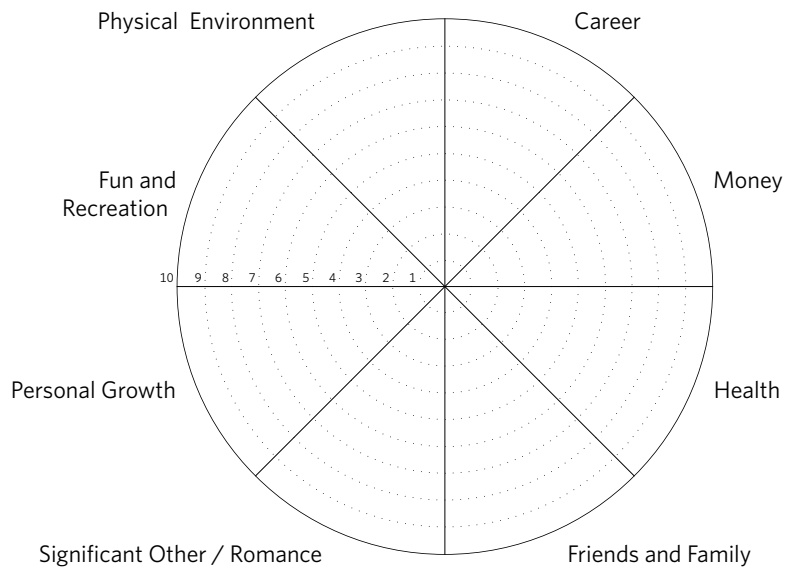 Physical Environment
Career
Fun and
Recreation
Money
10 9 8 7 6 5 4 3 2 1
Personal Growth
Health
Significant Other / Romance
Friends and Family